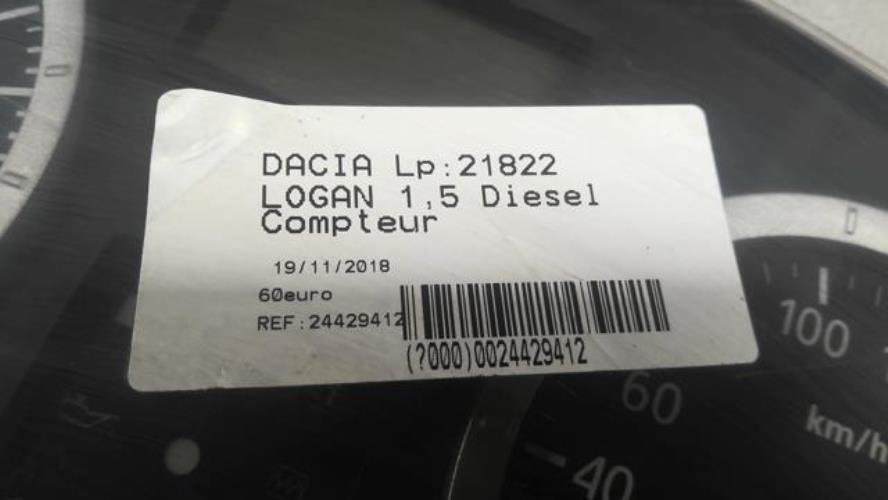 DACIA Lp:21822
LOGAN 1,5 Diesel
Compteur
19/11/2018
60euro
REF:24429412
(?000)0024429412
100
60
km/h
40